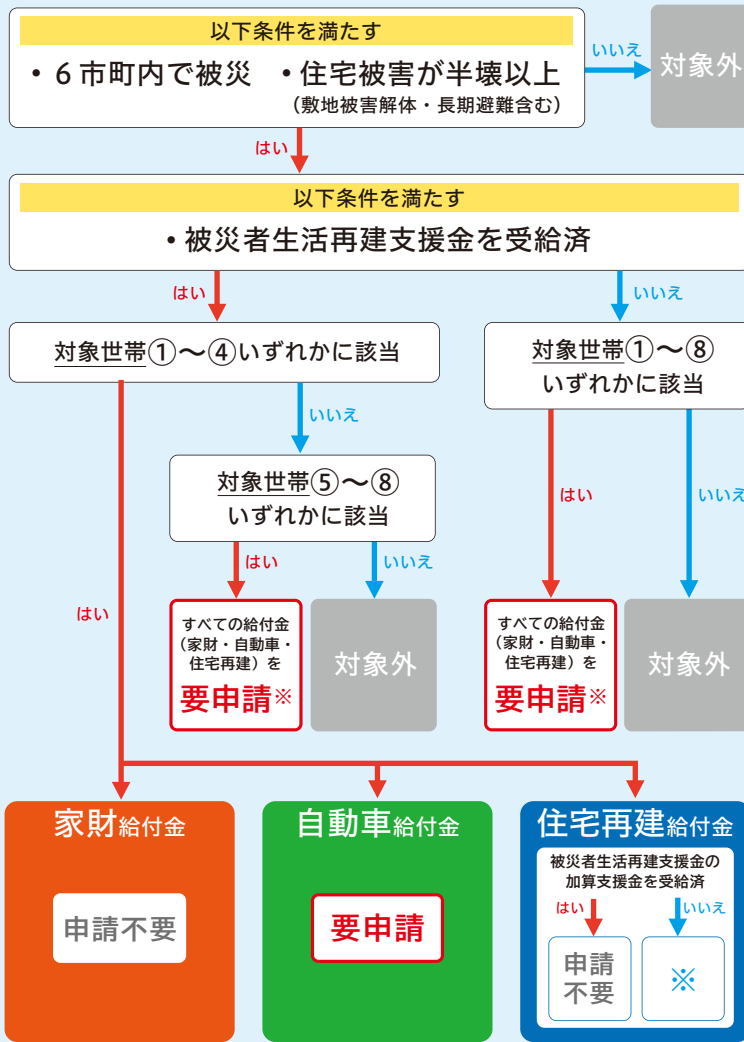 以下条件を満たす
・６市町内で被災 ・住宅被害が半壊以上
(敷地被害解体・長期避難含む)
いいえ
対象外
はい
以下条件を満たす
・被災者生活再建支援金を受給済
はい
いいえ
対象世帯①〜④いずれかに該当
対象世帯①〜⑧
いずれかに該当
いいえ
対象世帯⑤〜⑧
いずれかに該当
はい
いいえ
はい
いいえ
はい
すべての給付金
（家財・自動車・
住宅再建）を
要申請※
対象外
すべての給付金
（家財・自動車・
住宅再建）を
要申請※
対象外
家財給付金
申請不要
自動車給付金
要申請
住宅再建給付金
被災者生活再建支援金の
加算支援金を受給済
はい
いいえ
申請
不要
※